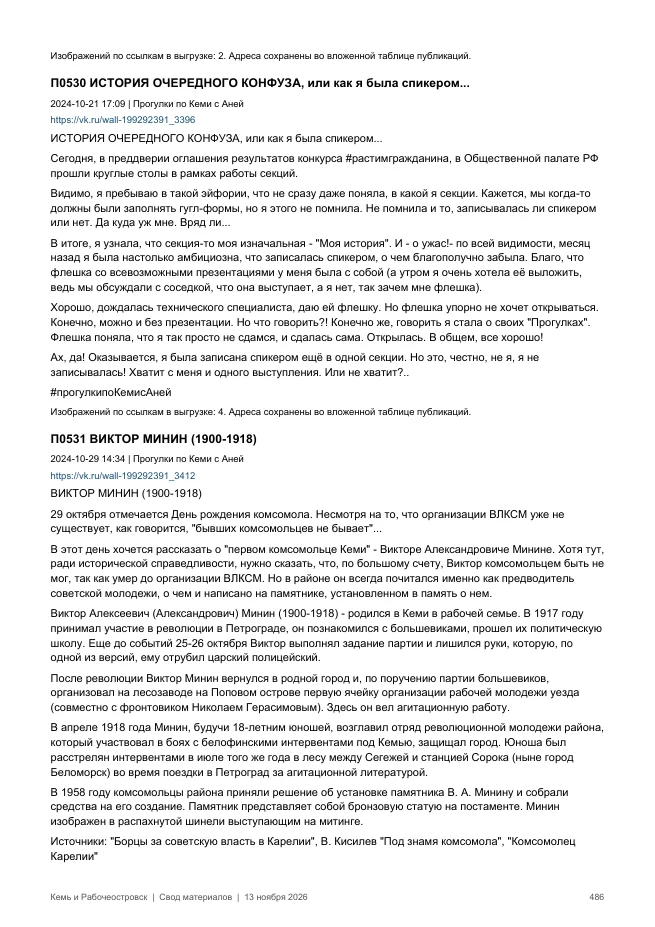 Изображений по ссылкам в выгрузке: 2. Адреса сохранены во вложенной таблице публикаций.
П0530 ИСТОРИЯ ОЧЕРЕДНОГО КОНФУЗА, или как я была спикером...
2024-10-21 17:09 | Прогулки по Кеми с Аней
https://vk.ru/wall-199292391_3396
ИСТОРИЯ ОЧЕРЕДНОГО КОНФУЗА, или как я была спикером...
Сегодня, в преддверии оглашения результатов конкурса #растимгражданина, в Общественной палате РФ
прошли круглые столы в рамках работы секций.
Видимо, я пребываю в такой эйфории, что не сразу даже поняла, в какой я секции. Кажется, мы когда-то
должны были заполнять гугл-формы, но я этого не помнила. Не помнила и то, записывалась ли спикером
или нет. Да куда уж мне. Вряд ли...
В итоге, я узнала, что секция-то моя изначальная - "Моя история". И - о ужас!- по всей видимости, месяц
назад я была настолько амбициозна, что записалась спикером, о чем благополучно забыла. Благо, что
флешка со всевозможными презентациями у меня была с собой (а утром я очень хотела её выложить,
ведь мы обсуждали с соседкой, что она выступает, а я нет, так зачем мне флешка).
Хорошо, дождалась технического специалиста, даю ей флешку. Но флешка упорно не хочет открываться.
Конечно, можно и без презентации. Но что говорить?! Конечно же, говорить я стала о своих "Прогулках".
Флешка поняла, что я так просто не сдамся, и сдалась сама. Открылась. В общем, все хорошо!
Ах, да! Оказывается, я была записана спикером ещё в одной секции. Но это, честно, не я, я не
записывалась! Хватит с меня и одного выступления. Или не хватит?..
#прогулкипоКемисАней
Изображений по ссылкам в выгрузке: 4. Адреса сохранены во вложенной таблице публикаций.
П0531 ВИКТОР МИНИН (1900-1918)
2024-10-29 14:34 | Прогулки по Кеми с Аней
https://vk.ru/wall-199292391_3412
ВИКТОР МИНИН (1900-1918)
29 октября отмечается День рождения комсомола. Несмотря на то, что организации ВЛКСМ уже не
существует, как говорится, "бывших комсомольцев не бывает"...
В этот день хочется рассказать о "первом комсомольце Кеми" - Викторе Александровиче Минине. Хотя тут,
ради исторической справедливости, нужно сказать, что, по большому счету, Виктор комсомольцем быть не
мог, так как умер до организации ВЛКСМ. Но в районе он всегда почитался именно как предводитель
советской молодежи, о чем и написано на памятнике, установленном в память о нем.
Виктор Алексеевич (Александрович) Минин (1900-1918) - родился в Кеми в рабочей семье. В 1917 году
принимал участие в революции в Петрограде, он познакомился с большевиками, прошел их политическую
школу. Еще до событий 25-26 октября Виктор выполнял задание партии и лишился руки, которую, по
одной из версий, ему отрубил царский полицейский.
После революции Виктор Минин вернулся в родной город и, по поручению партии большевиков,
организовал на лесозаводе на Поповом острове первую ячейку организации рабочей молодежи уезда
(совместно с фронтовиком Николаем Герасимовым). Здесь он вел агитационную работу.
В апреле 1918 года Минин, будучи 18-летним юношей, возглавил отряд революционной молодежи района,
который участвовал в боях с белофинскими интервентами под Кемью, защищал город. Юноша был
расстрелян интервентами в июле того же года в лесу между Сегежей и станцией Сорока (ныне город
Беломорск) во время поездки в Петроград за агитационной литературой.
В 1958 году комсомольцы района приняли решение об установке памятника В. А. Минину и собрали
средства на его создание. Памятник представляет собой бронзовую статую на постаменте. Минин
изображен в распахнутой шинели выступающим на митинге.
Источники: "Борцы за советскую власть в Карелии", В. Кисилев "Под знамя комсомола", "Комсомолец
Карелии"
Кемь и Рабочеостровск | Свод материалов | 13 ноября 2026
486